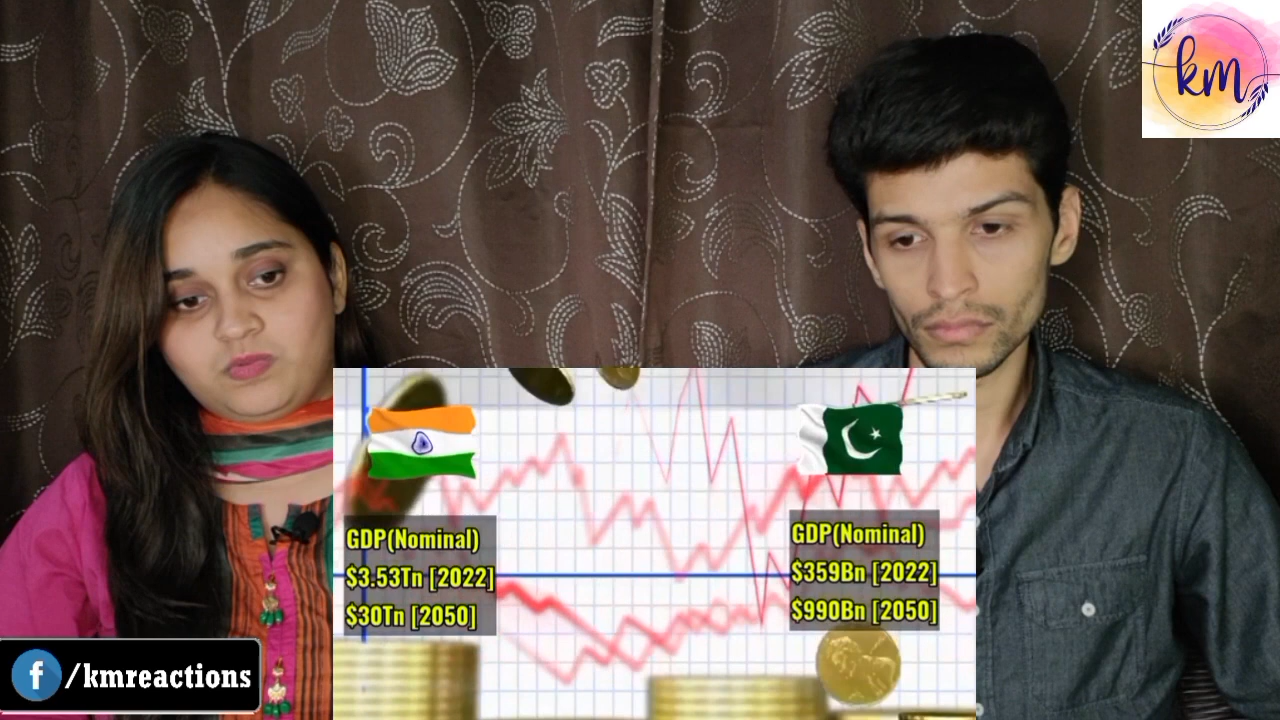 km
GDP(Nominal)
$3.53Tn [2022]
$30Tn [2050]
GDP(Nominal)
$359Bn [2022]
$990Bn [2050]
f/kmreactions